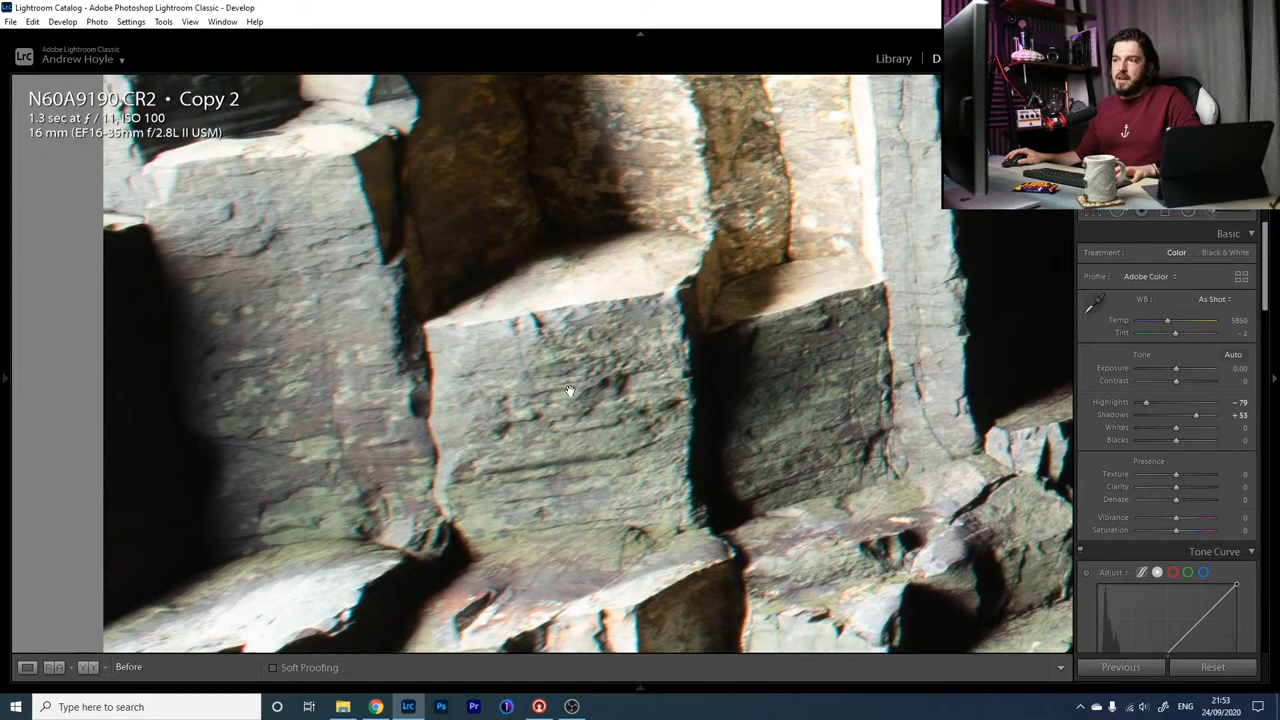 Lightroom Catalog - Adobe Photoshop Lightroom Classic - Develop
File Edit Develop Photo Settings Tools View Window Help
Lrc
Adobe Lightroom Classic
Andrew Hoyle
Library
D
N60A9190.CR2 • Copy 2
1.3 sec at ƒ / 11, ISO 100
16 mm (EF16-35mm f/2.8L II USM)
Basic
Treatment: Color Black & White
Profile: Adobe Color
WB: As Shot
Temp 5850
Tint − 2
Tone Auto
Exposure 0.00
Contrast 0
Highlights − 79
Shadows + 53
Whites 0
Blacks 0
Presence
Texture 0
Clarity 0
Dehaze 0
Vibrance 0
Saturation 0
Tone Curve
Adjust :
Before
Soft Proofing
Previous Reset
Type here to search
Lrc Ps Pr
ENG
21:53
24/09/2020